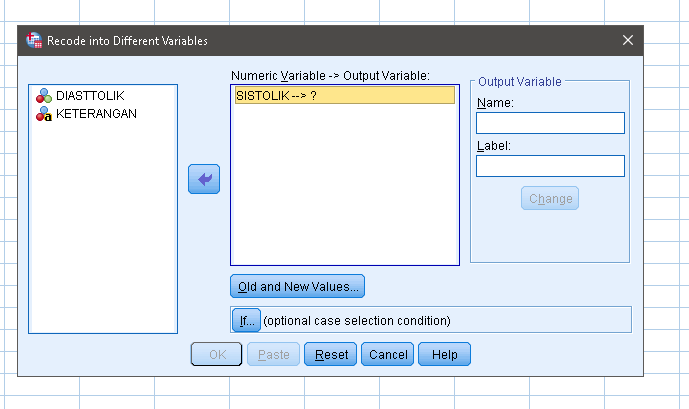 Recode into Different Variables
DIASTTOLIK
KETERANGAN
Numeric Variable -> Output Variable:
SISTOLIK --> ?
Output Variable
Name:
Label:
Change
Old and New Values...
If... (optional case selection condition)
OK Paste Reset Cancel Help